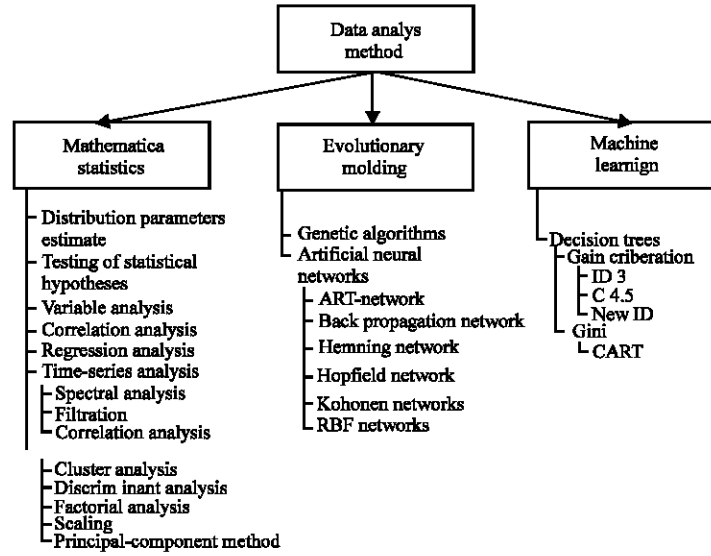 Data analys
method
Mathematica
statistics
Distribution parameters
estimate
Testing of statistical
hypotheses
Variable analysis
Correlation analysis
Regression analysis
Time-series analysis
Spectral analysis
Filtration
Correlation analysis
Cluster analysis
Discrim inant analysis
Factorial analysis
Scaling
Principal-component method
Evolutionary
molding
Genetic algorithms
Artificial neural
networks
ART-network
Back propagation network
Hemning network
Hopfield network
Kohonen networks
RBF networks
Machine
learnign
Decision trees
Gain criberation
ID 3
C 4.5
New ID
Gini
CART